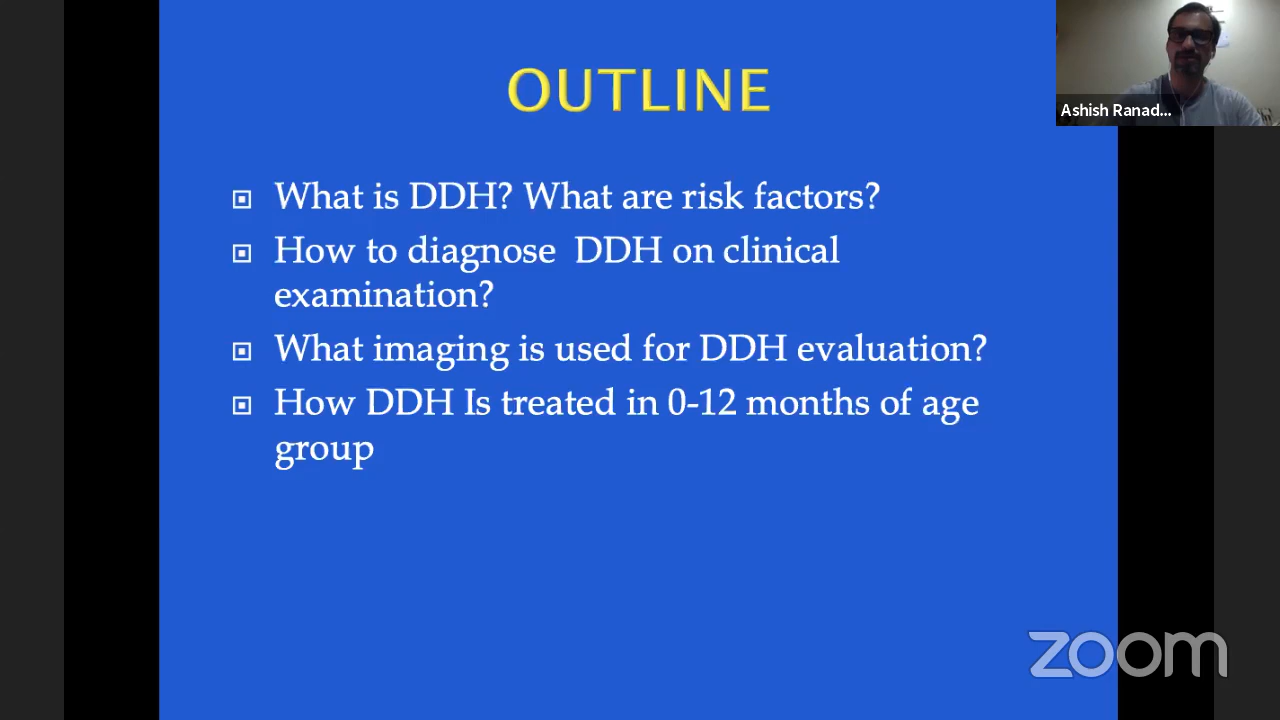 OUTLINE
What is DDH? What are risk factors?
How to diagnose DDH on clinical
examination?
What imaging is used for DDH evaluation?
How DDH Is treated in 0-12 months of age
group
Ashish Ranad...
zoom